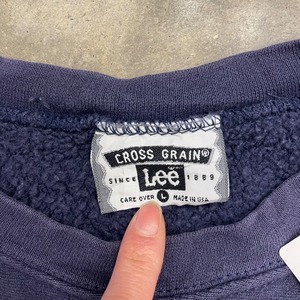 CROSS GRAIN®
SINCE Lee 1889
CARE OVER L MADE IN USA